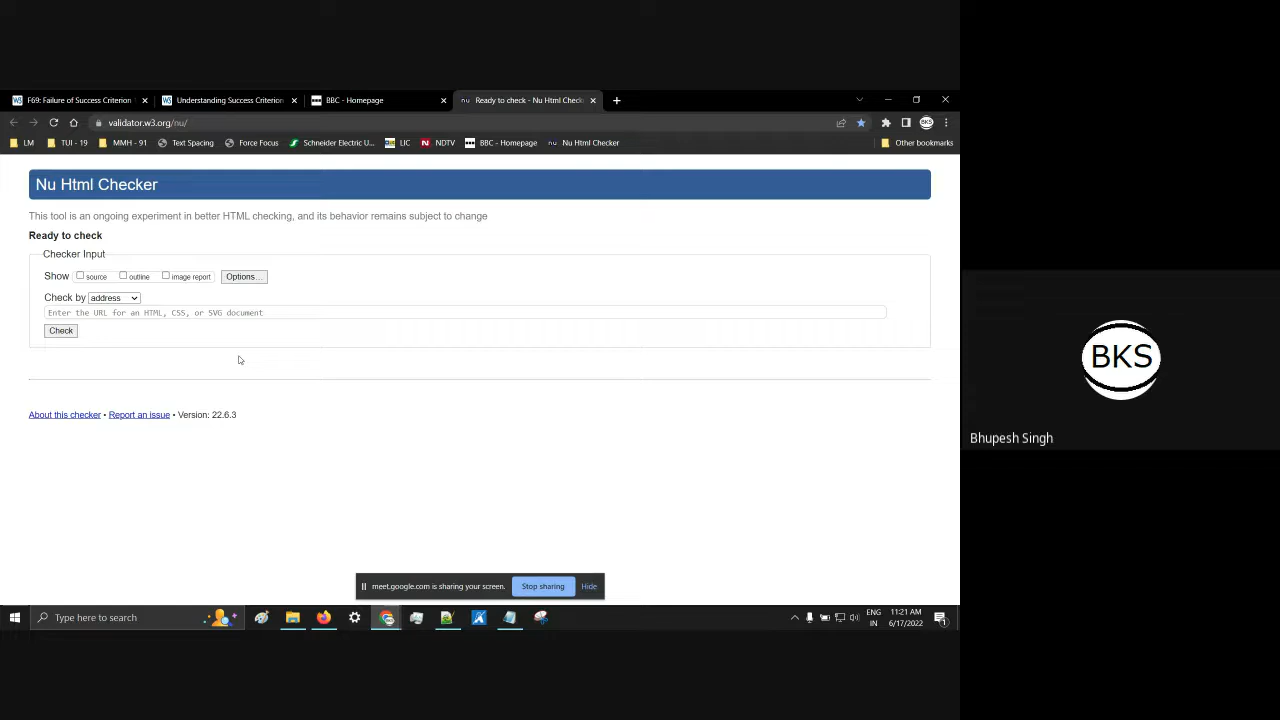 F69: Failure of Success Criterion
Understanding Success Criterion
BBC - Homepage
nu Ready to check - Nu Html Check
validator.w3.org/nu/
BKS
LM
TUI - 19
MMH - 91
Text Spacing
Force Focus
Schneider Electric U...
LIC
NDTV
BBC - Homepage
nu Nu Html Checker
Other bookmarks
Nu Html Checker
This tool is an ongoing experiment in better HTML checking, and its behavior remains subject to change
Ready to check
Checker Input
Show source outline image report Options...
Check by address
Enter the URL for an HTML, CSS, or SVG document
Check
About this checker • Report an issue • Version: 22.6.3
BKS
Bhupesh Singh
meet.google.com is sharing your screen. Stop sharing Hide
Type here to search
ENG
IN
11:21 AM
6/17/2022
1